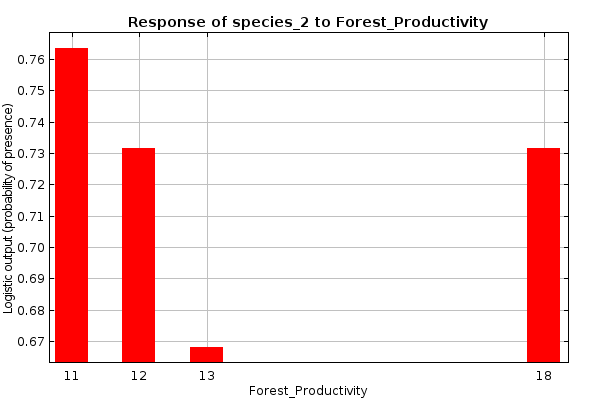 Response of species_2 to Forest_Productivity
Logistic output (probability of presence)
0.76
0.75
0.74
0.73
0.72
0.71
0.70
0.69
0.68
0.67
11 12 13 18
Forest_Productivity